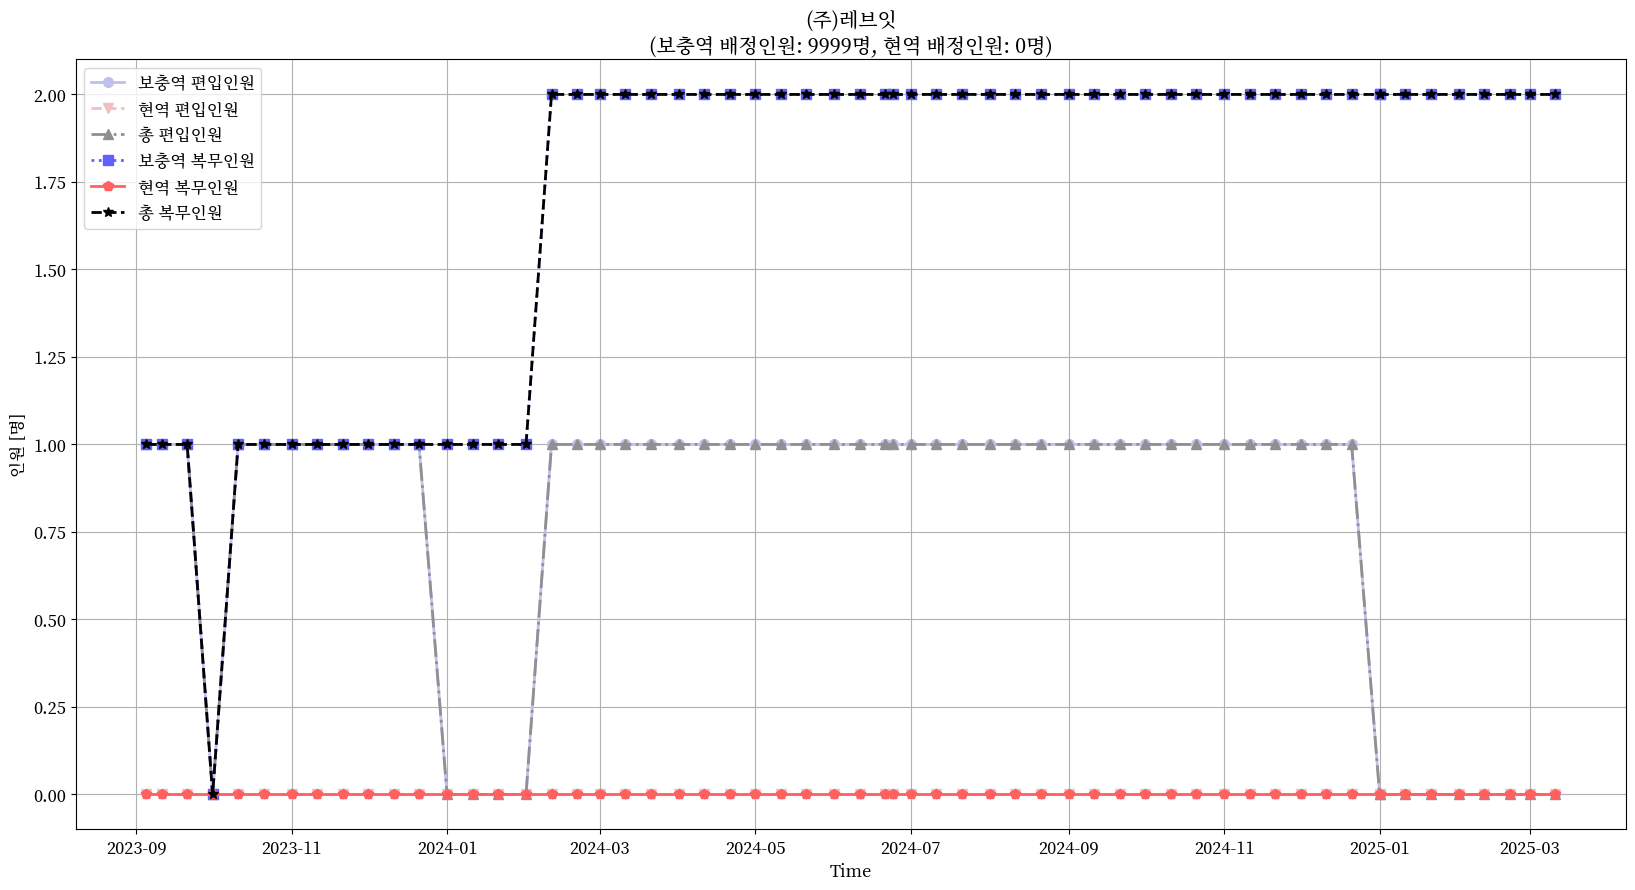 (주)레브잇
(보충역 배정인원: 9999명, 현역 배정인원: 0명)
보충역 편입인원
현역 편입인원
총 편입인원
보충역 복무인원
현역 복무인원
총 복무인원
2.00
1.75
1.50
1.25
1.00
0.75
0.50
0.25
0.00
인원 [명]
2023-09
2023-11
2024-01
2024-03
2024-05
2024-07
2024-09
2024-11
2025-01
2025-03
Time